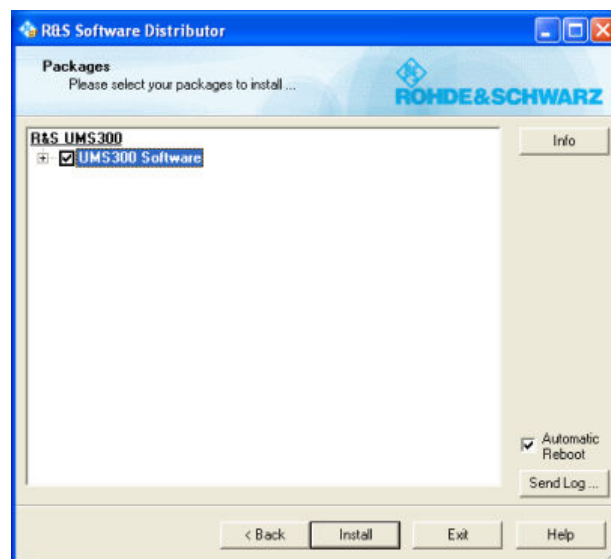 R&S Software Distributor
Packages
Please select your packages to install ...
ROHDE&SCHWARZ
R&S UMS300
UMS300 Software
Info
Automatic
Reboot
Send Log ...
< Back
Install
Exit
Help